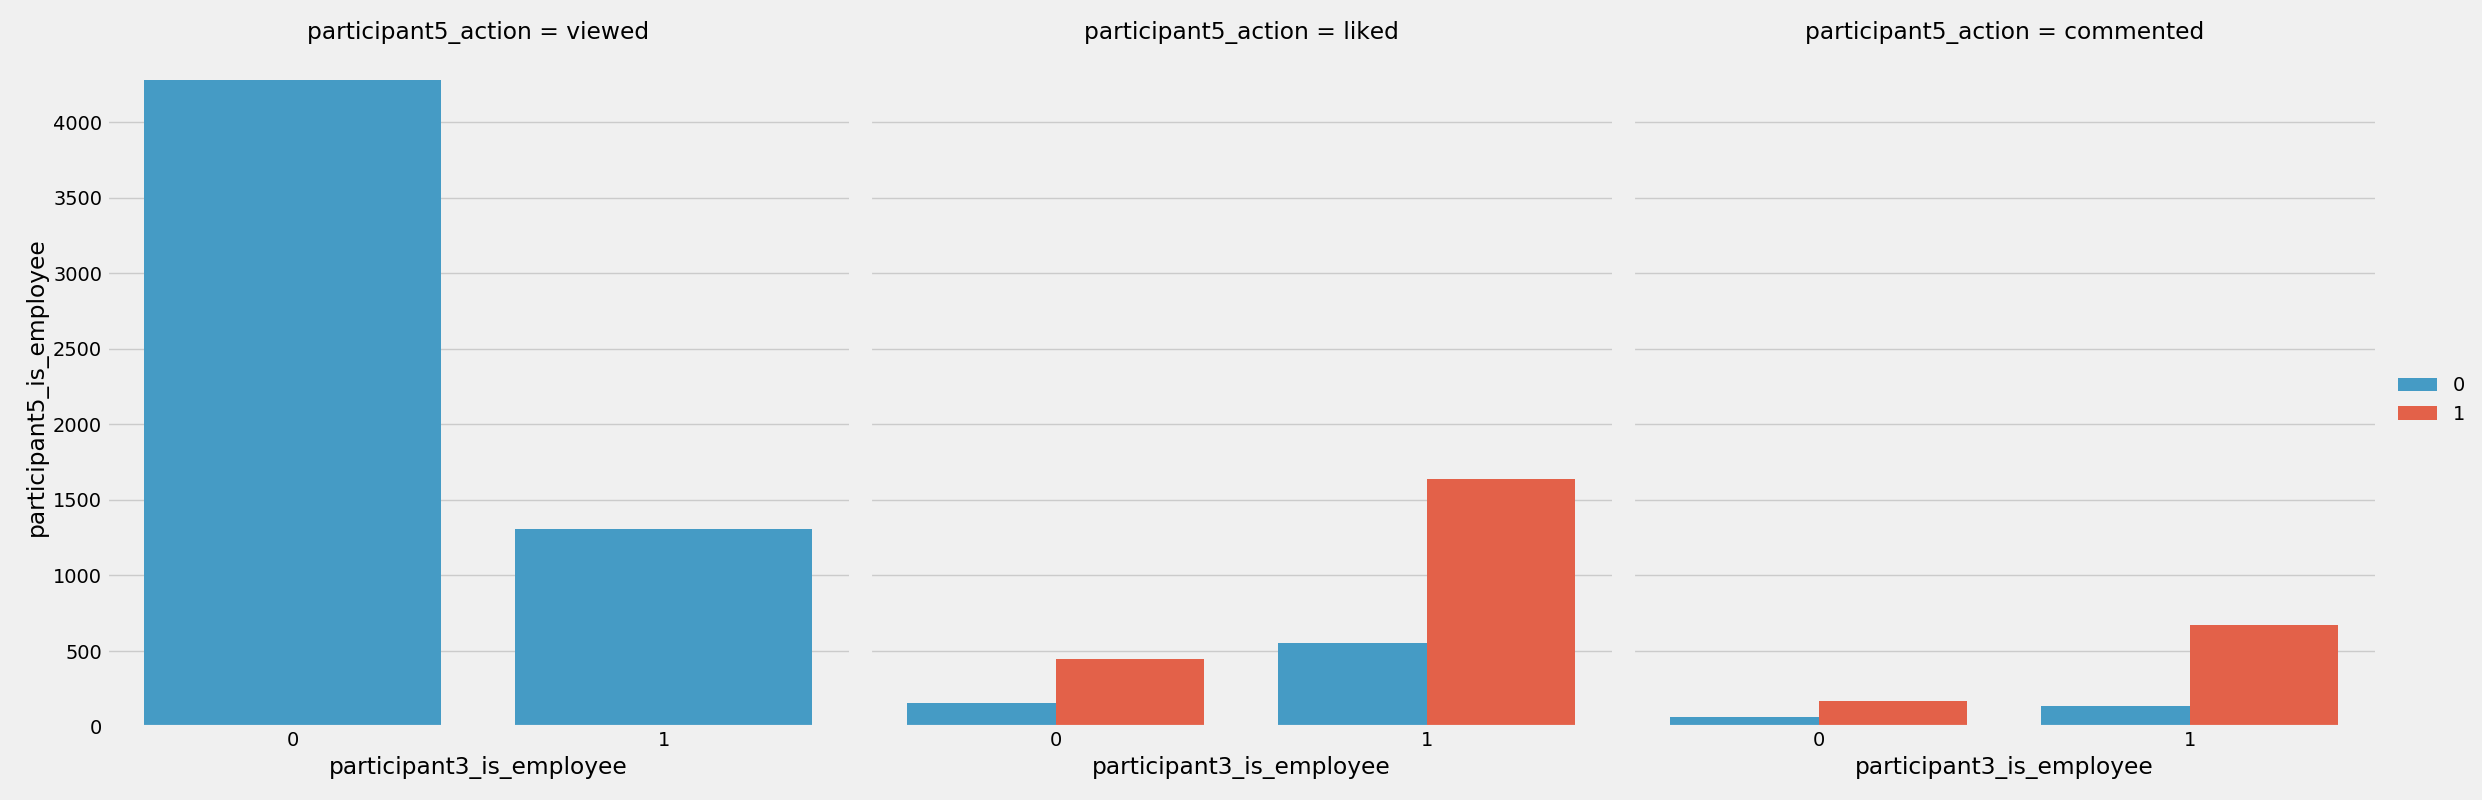 participant5_action = viewed
participant5_action = liked
participant5_action = commented
participant5_is_employee
4000
3500
3000
2500
2000
1500
1000
500
0
0
1
participant3_is_employee
0
1
participant3_is_employee
0
1
participant3_is_employee
0
1